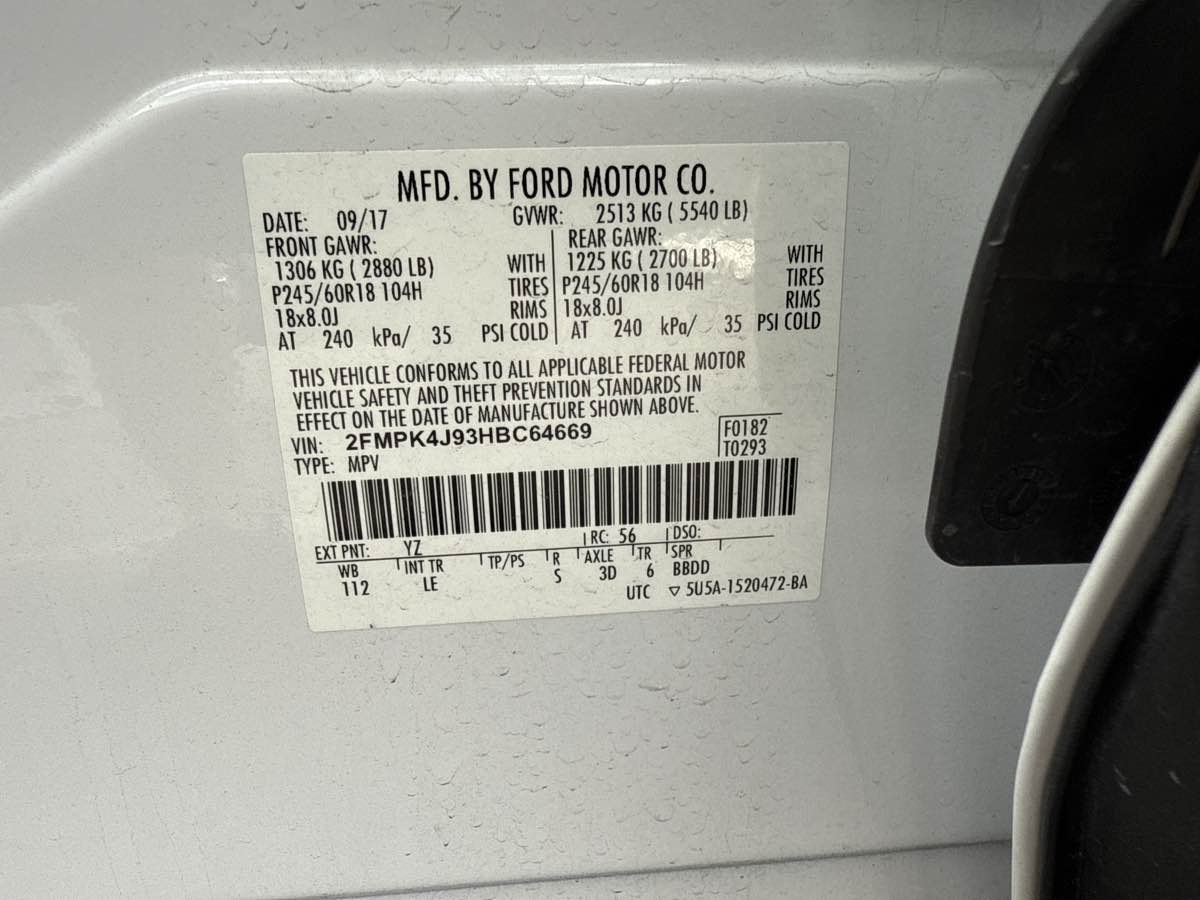 MFD. BY FORD MOTOR CO.
DATE: 09/17 GVWR: 2513 KG ( 5540 LB)
FRONT GAWR: REAR GAWR:
1306 KG ( 2880 LB) WITH 1225 KG ( 2700 LB) WITH
P245/60R18 104H TIRES P245/60R18 104H TIRES
18x8.0J RIMS 18x8.0J RIMS
AT 240 kPa/ 35 PSI COLD AT 240 kPa/ 35 PSI COLD
THIS VEHICLE CONFORMS TO ALL APPLICABLE FEDERAL MOTOR
VEHICLE SAFETY AND THEFT PREVENTION STANDARDS IN
EFFECT ON THE DATE OF MANUFACTURE SHOWN ABOVE.
VIN: 2FMPK4J93HBC64669 F0182
TYPE: MPV T0293
EXT PNT: YZ RC: 56 DSO:
WB INT TR TP/PS R AXLE TR SPR
112 LE S 3D 6 BBDD
UTC ▽ 5U5A-1520472-BA